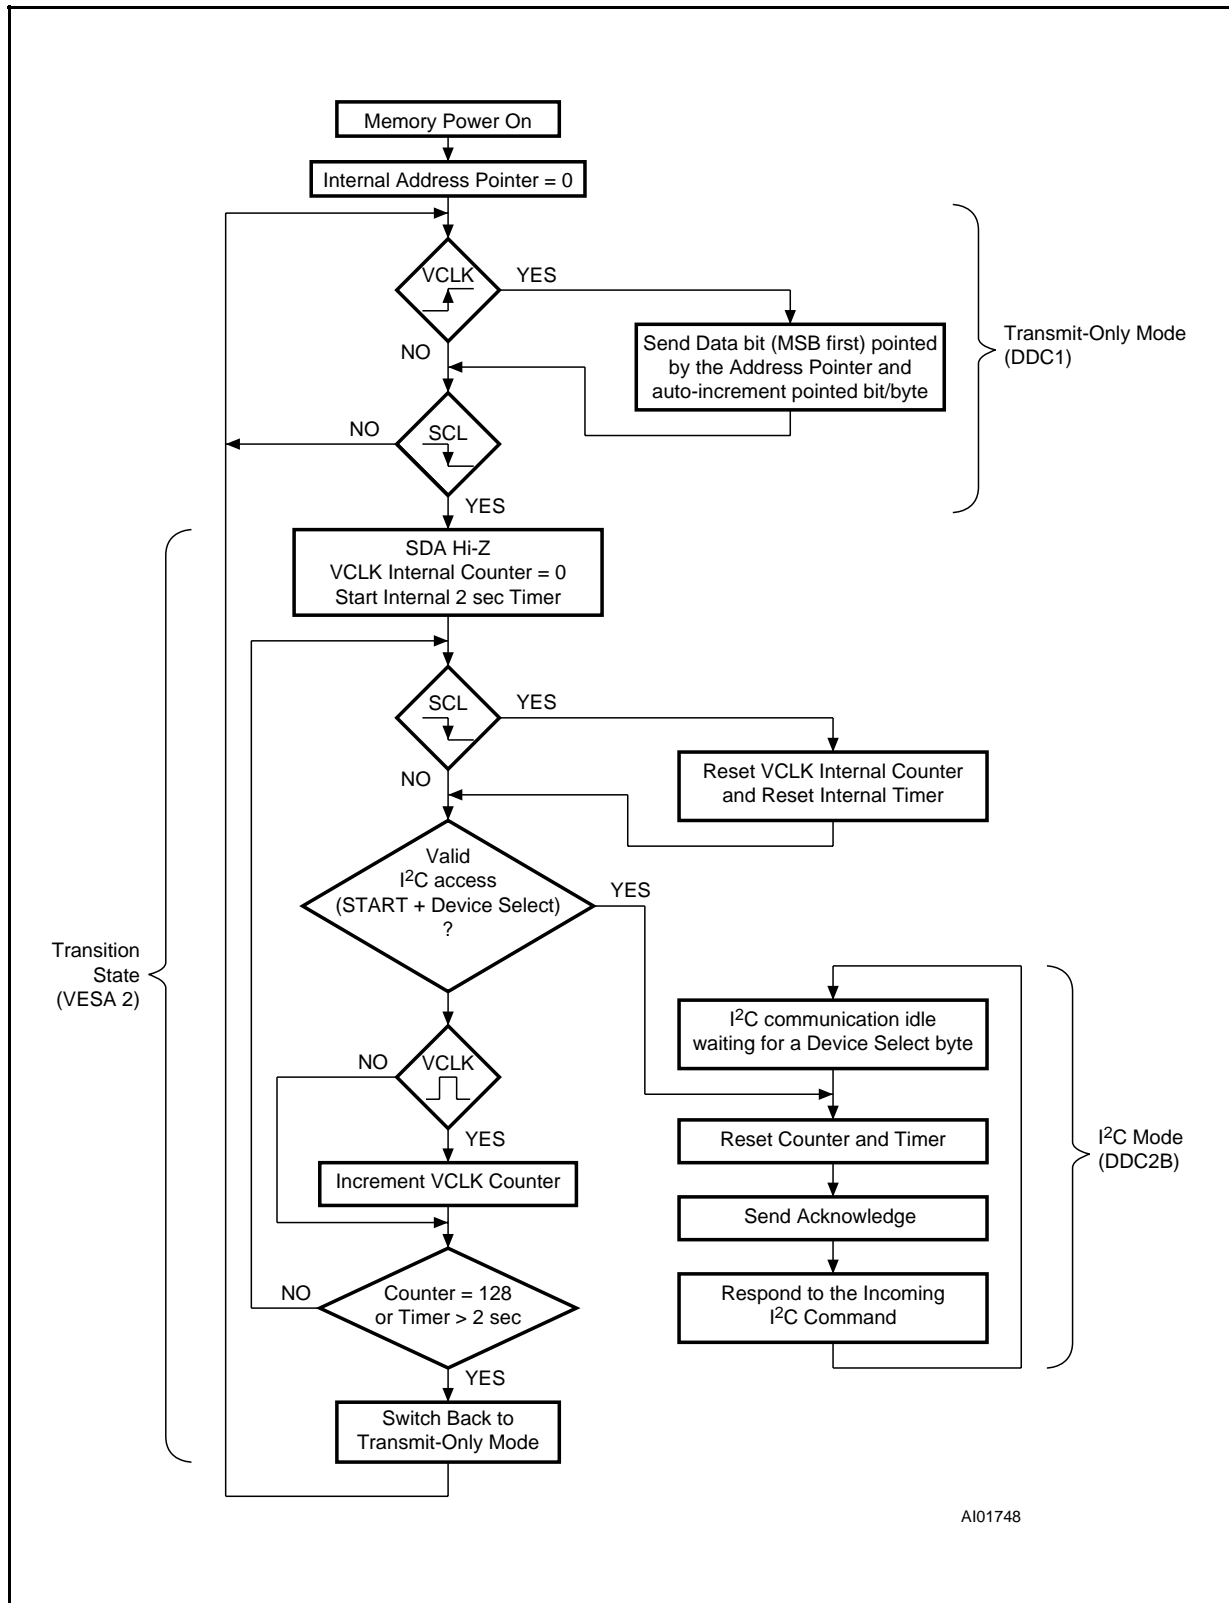 Memory Power On
Internal Address Pointer = 0
VCLK
YES
NO
Send Data bit (MSB first) pointed
by the Address Pointer and
auto-increment pointed bit/byte
Transmit-Only Mode
(DDC1)
NO
SCL
YES
SDA Hi-Z
VCLK Internal Counter = 0
Start Internal 2 sec Timer
SCL
YES
NO
Reset VCLK Internal Counter
and Reset Internal Timer
Valid
I²C access
(START + Device Select)
?
YES
Transition
State
(VESA 2)
I²C communication idle
waiting for a Device Select byte
NO
VCLK
YES
Reset Counter and Timer
I²C Mode
(DDC2B)
Increment VCLK Counter
Send Acknowledge
NO
Counter = 128
or Timer > 2 sec
Respond to the Incoming
I²C Command
YES
Switch Back to
Transmit-Only Mode
AI01748